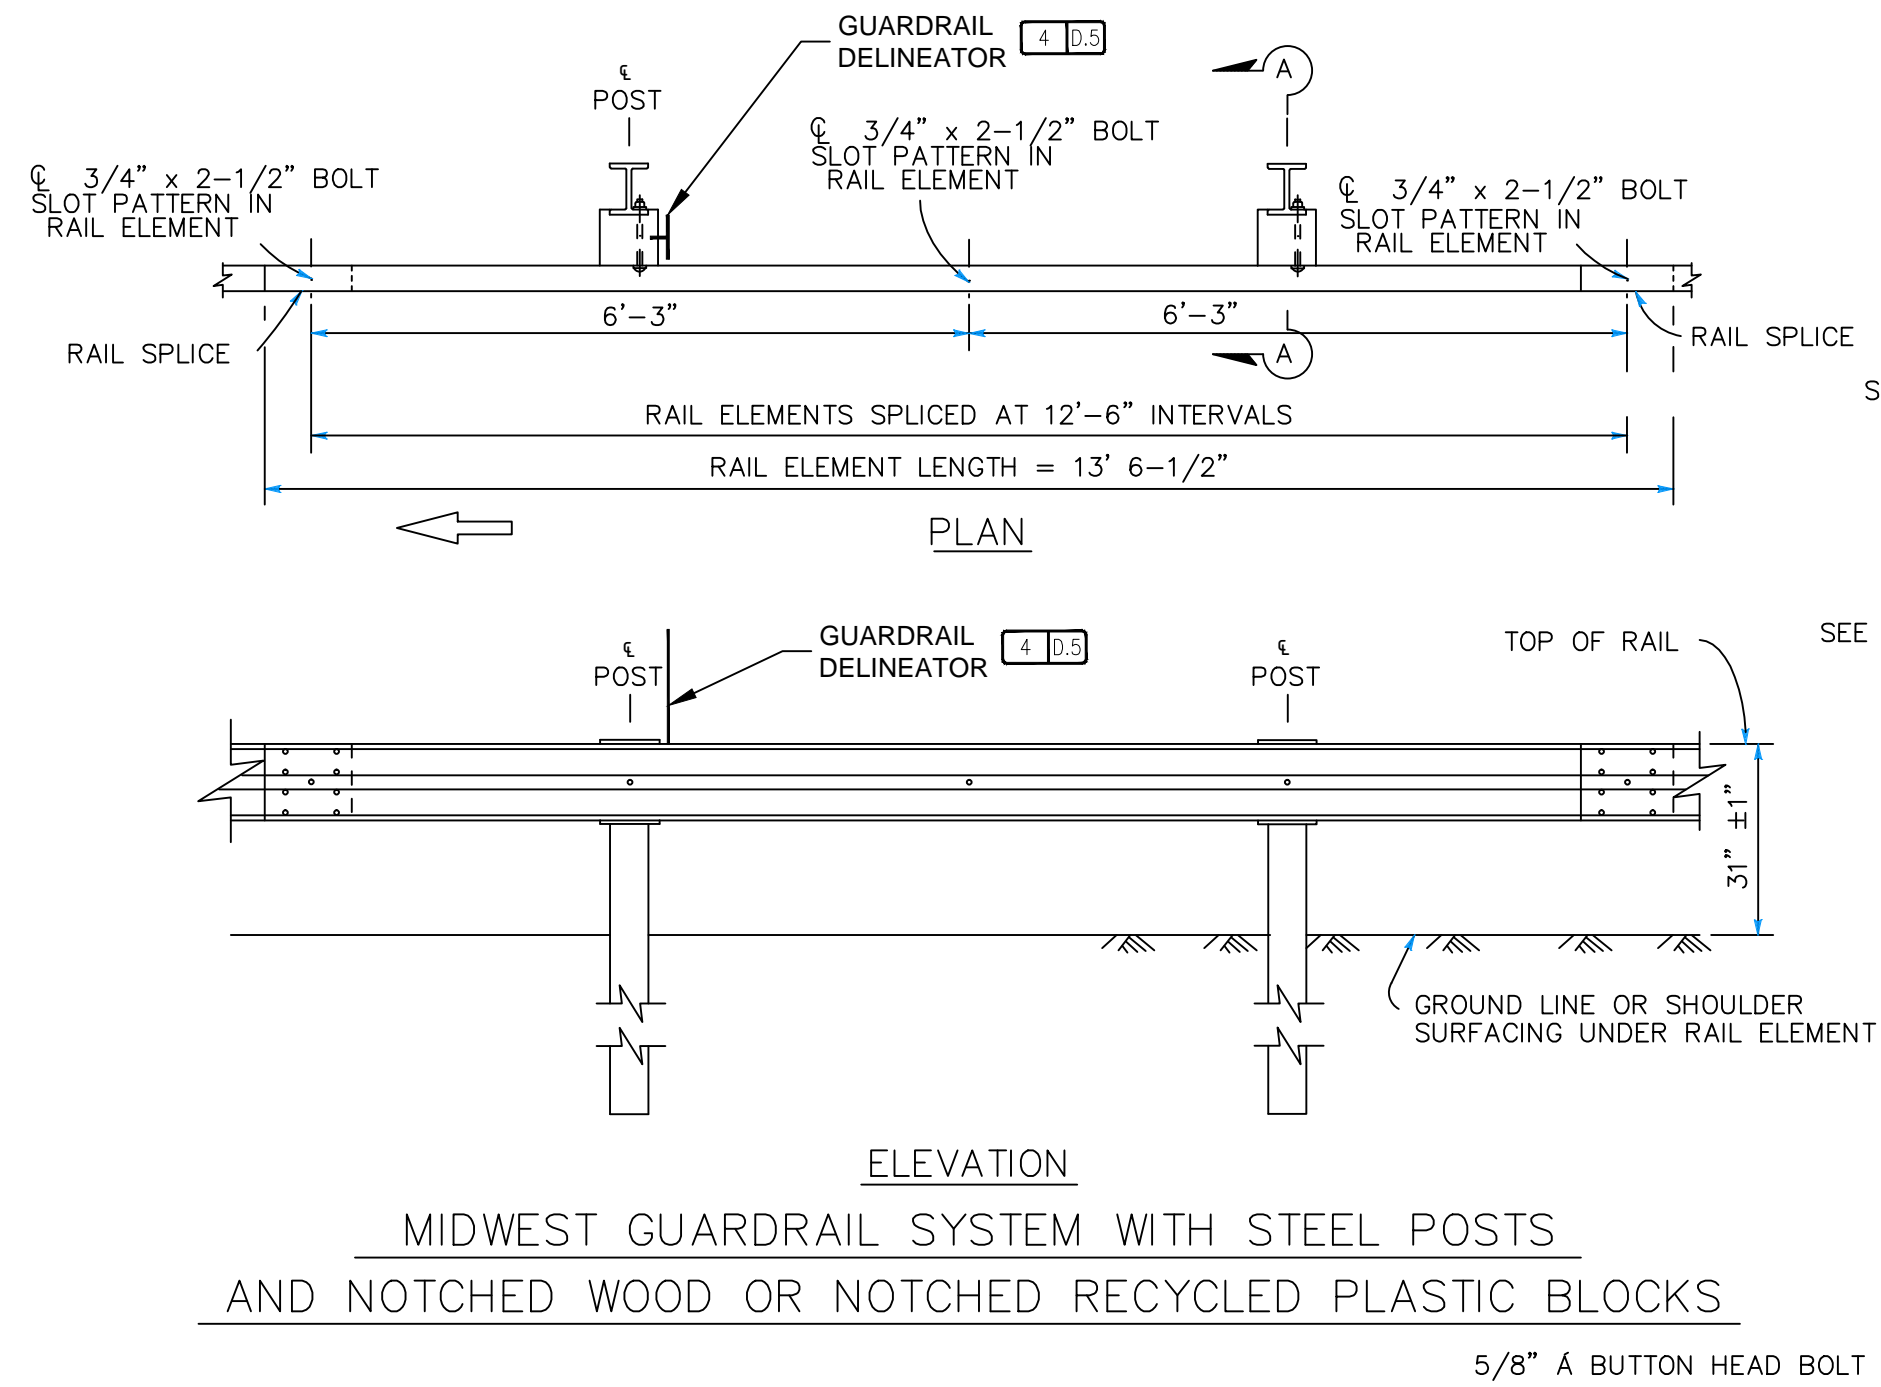 GUARDRAIL
DELINEATOR
4 D.5
℄
POST
A
℄ 3/4” x 2-1/2” BOLT
SLOT PATTERN IN
RAIL ELEMENT
℄ 3/4” x 2-1/2” BOLT
SLOT PATTERN IN
RAIL ELEMENT
℄ 3/4” x 2-1/2” BOLT
SLOT PATTERN IN
RAIL ELEMENT
6’-3”
6’-3”
RAIL SPLICE
A
RAIL SPLICE
S
RAIL ELEMENTS SPLICED AT 12’-6” INTERVALS
RAIL ELEMENT LENGTH = 13’ 6-1/2”
PLAN
GUARDRAIL
DELINEATOR
4 D.5
℄
POST
℄
POST
TOP OF RAIL
SEE
31” ±1”
GROUND LINE OR SHOULDER
SURFACING UNDER RAIL ELEMENT
ELEVATION
MIDWEST GUARDRAIL SYSTEM WITH STEEL POSTS
AND NOTCHED WOOD OR NOTCHED RECYCLED PLASTIC BLOCKS
5/8” Á BUTTON HEAD BOLT